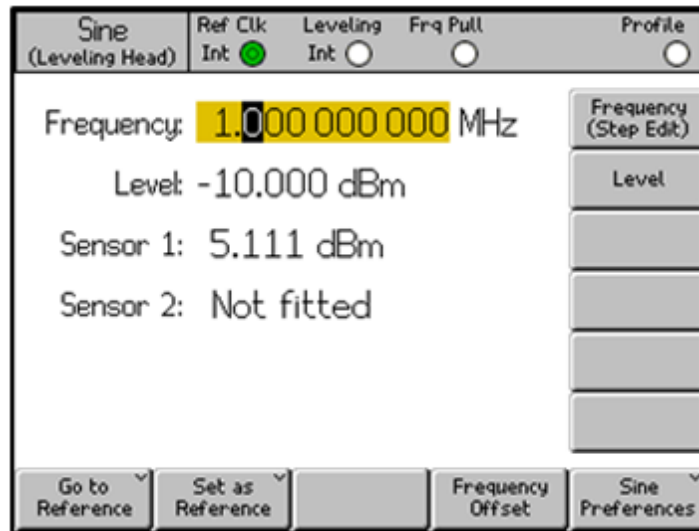 Sine
(Leveling Head)
Ref Clk
Int
Leveling
Int
Frq Pull
Profile
Frequency: 1.000 000 000 MHz
Level: -10.000 dBm
Sensor 1: 5.111 dBm
Sensor 2: Not fitted
Frequency
(Step Edit)
Level
Go to
Reference
Set as
Reference
Frequency
Offset
Sine
Preferences